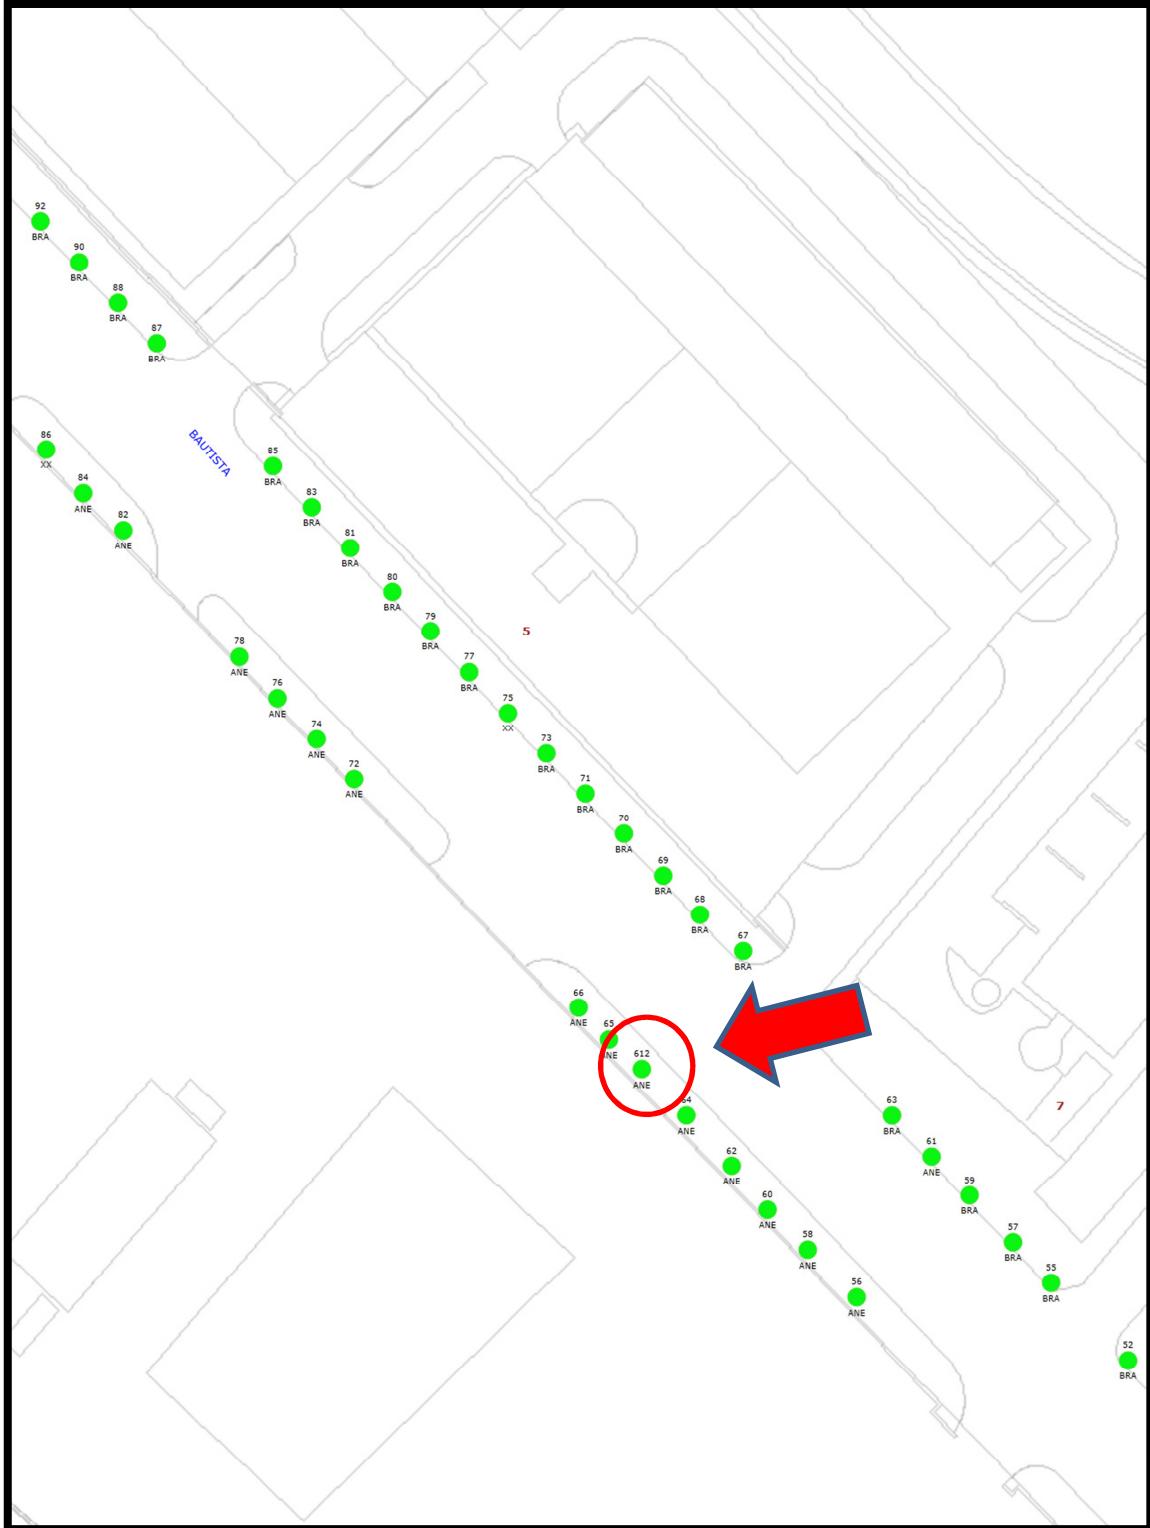 92
BRA
90
BRA
88
BRA
87
BRA
86
XX
84
ANE
82
ANE
BAUTISTA
85
BRA
83
BRA
81
BRA
80
BRA
79
BRA
77
BRA
75
XX
73
BRA
71
BRA
70
BRA
69
BRA
68
BRA
67
BRA
5
78
ANE
76
ANE
74
ANE
72
ANE
66
ANE
65
NE
612
ANE
64
ANE
62
ANE
60
ANE
58
ANE
56
ANE
7
63
BRA
61
ANE
59
BRA
57
BRA
55
BRA
52
BRA